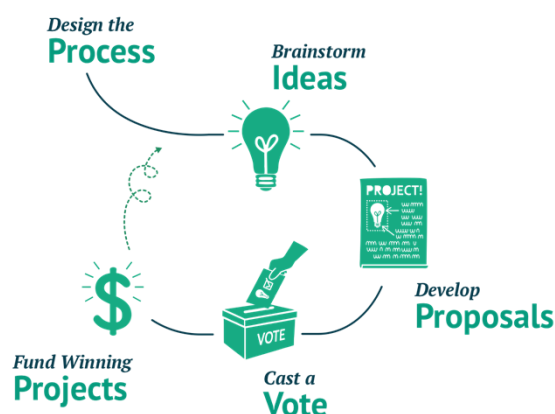 Design the
Process
Brainstorm
Ideas
PROJECT!
Develop
Proposals
VOTE
Cast a
Vote
Fund Winning
Projects
$